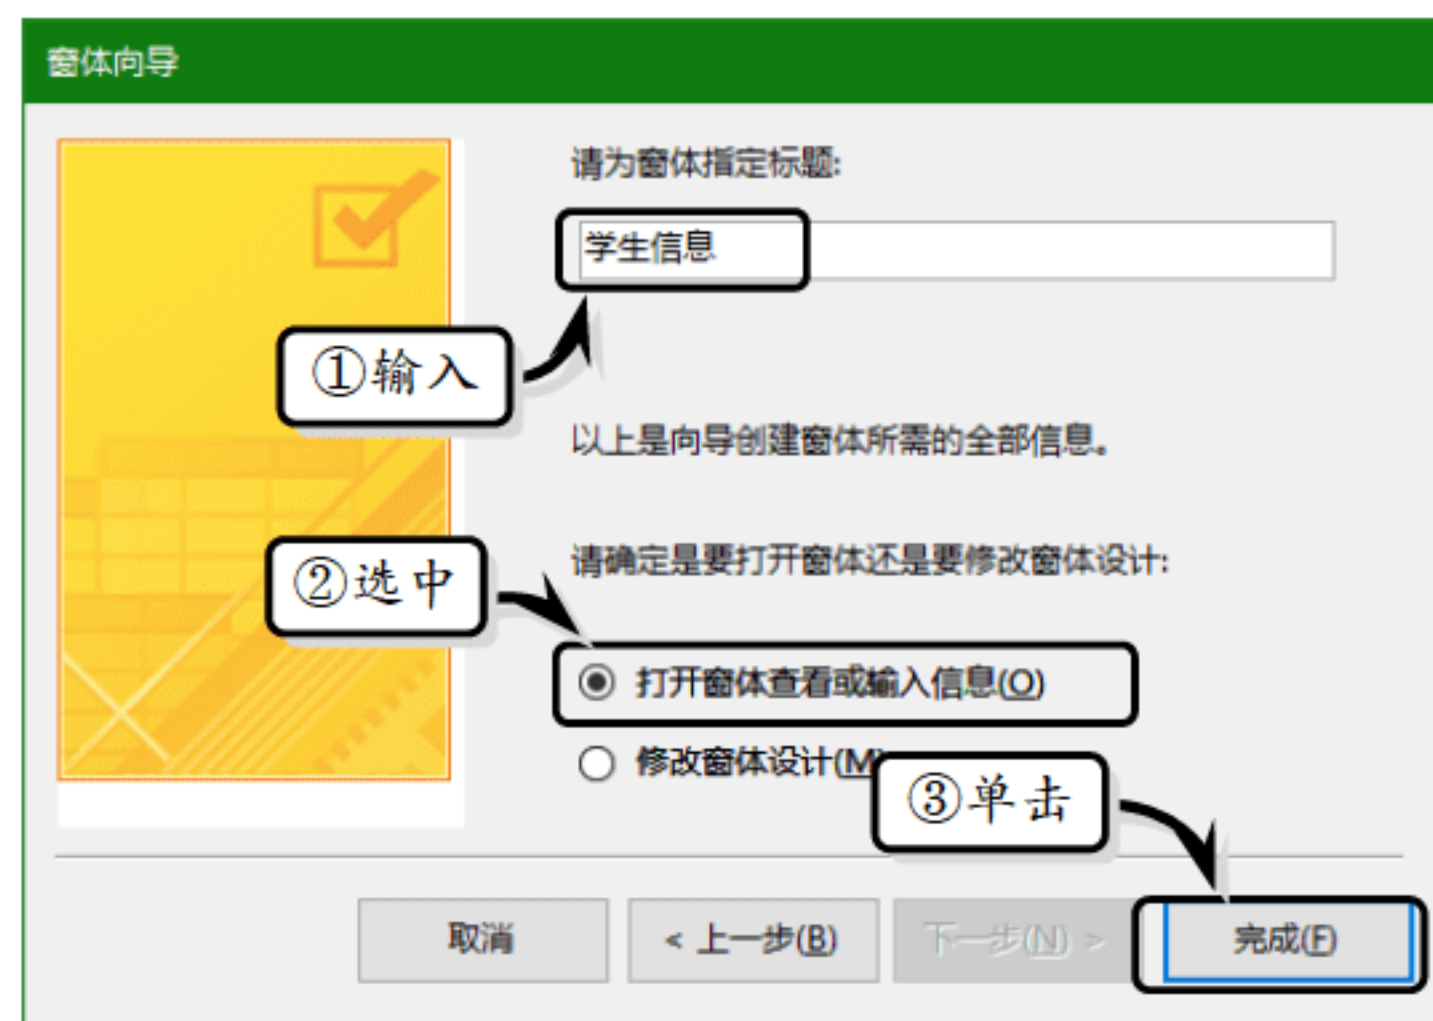 窗体向导
请为窗体指定标题:
学生信息
①输入
以上是向导创建窗体所需的全部信息。
请确定是要打开窗体还是要修改窗体设计:
②选中
打开窗体查看或输入信息(O)
修改窗体设计(M)
③单击
取消
< 上一步(B)
下一步(N) >
完成(F)